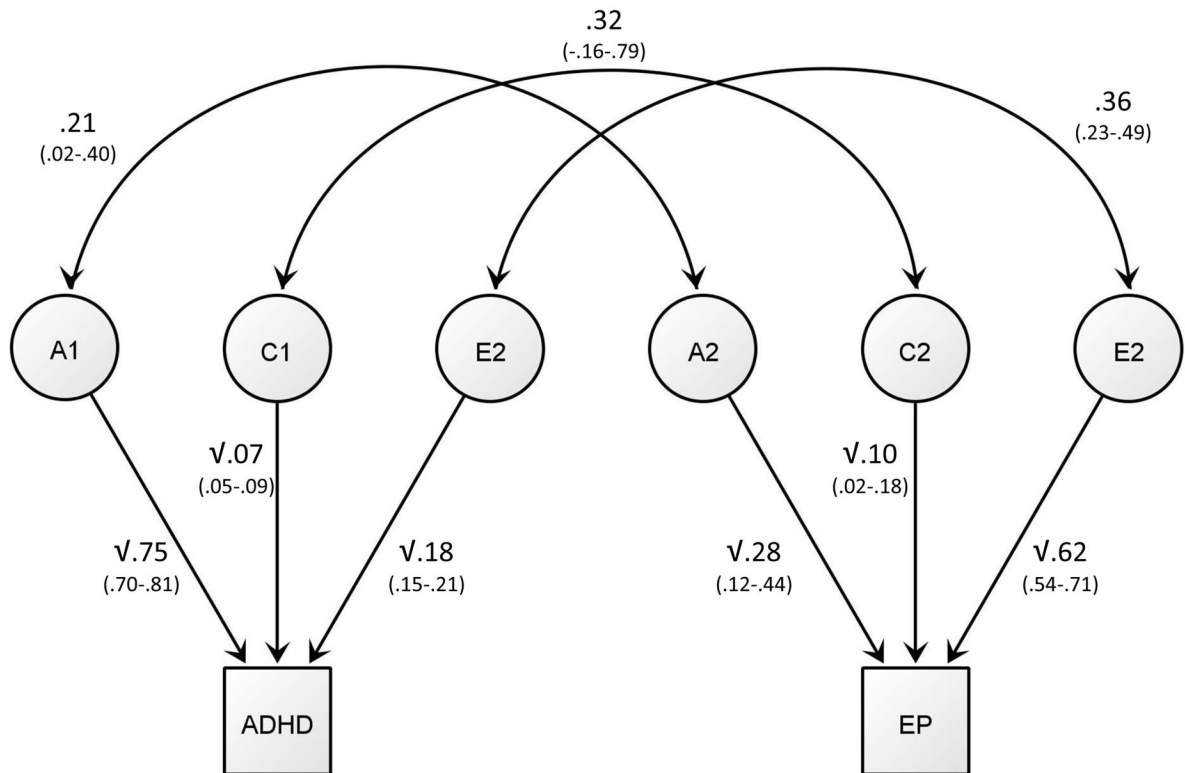 .32
(-.16-.79)
.21
(.02-.40)
.36
(.23-.49)
A1
C1
E2
A2
C2
E2
√.07
(.05-.09)
√.10
(.02-.18)
√.75
(.70-.81)
√.18
(.15-.21)
√.28
(.12-.44)
√.62
(.54-.71)
ADHD
EP